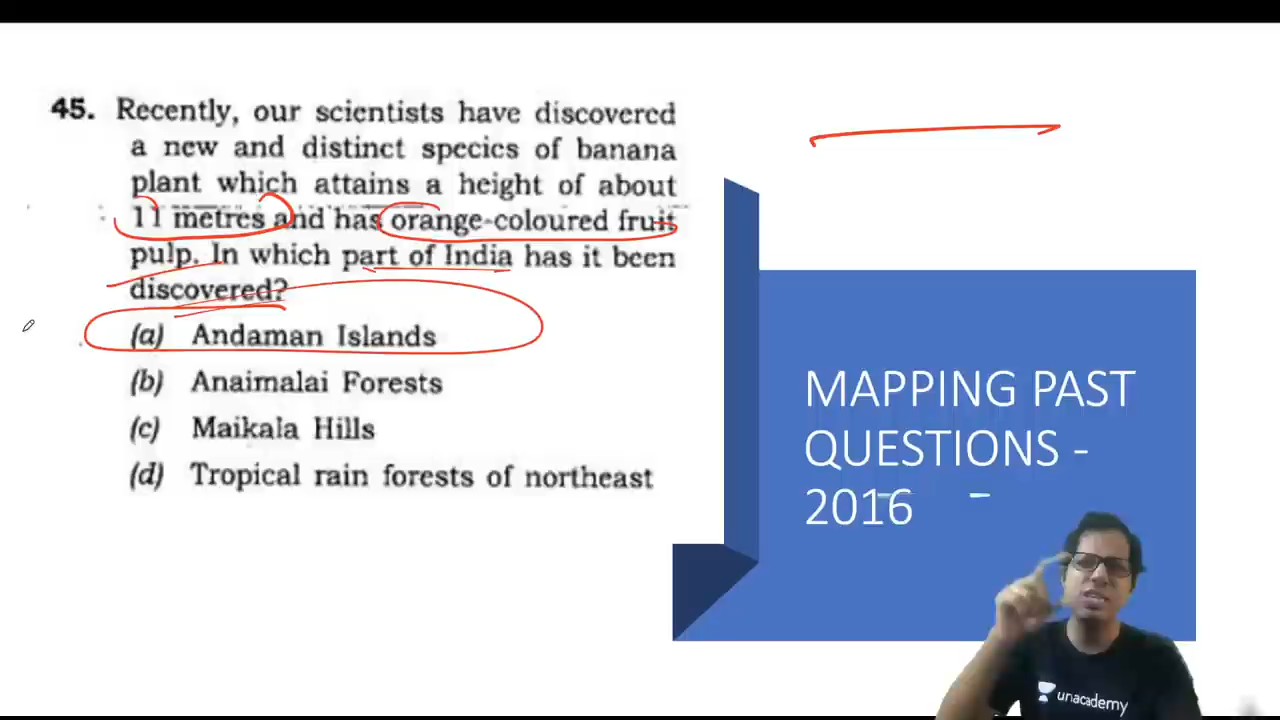 45. Recently, our scientists have discovered
a new and distinct species of banana
plant which attains a height of about
11 metres and has orange-coloured fruit
pulp. In which part of India has it been
discovered?
(a) Andaman Islands
(b) Anaimalai Forests
(c) Maikala Hills
(d) Tropical rain forests of northeast
MAPPING PAST
QUESTIONS -
2016
unacademy